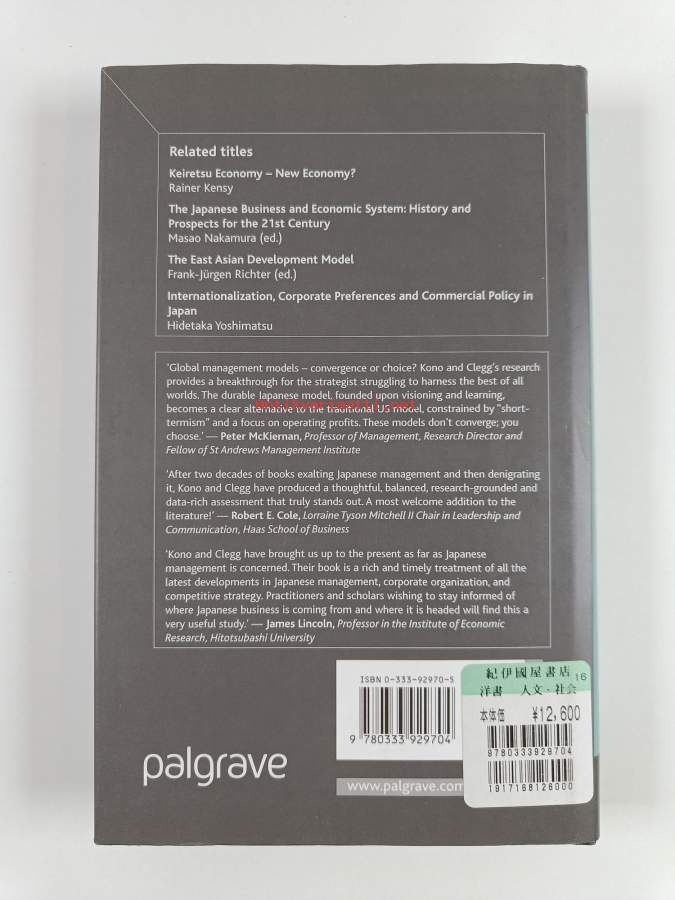 Related titles
Keiretsu Economy – New Economy?
Rainer Kensy
The Japanese Business and Economic System: History and
Prospects for the 21st Century
Masao Nakamura (ed.)
The East Asian Development Model
Frank-Jürgen Richter (ed.)
Internationalization, Corporate Preferences and Commercial Policy in
Japan
Hidetaka Yoshimatsu
'Global management models – convergence or choice? Kono and Clegg's research
provides a breakthrough for the strategist struggling to harness the best of all
worlds. The durable Japanese model, founded upon visioning and learning,
becomes a clear alternative to the traditional US model, constrained by "short-
termism" and a focus on operating profits. These models don't converge; you
choose.' — Peter McKiernan, Professor of Management, Research Director and
Fellow of St Andrews Management Institute
'After two decades of books exalting Japanese management and then denigrating
it, Kono and Clegg have produced a thoughtful, balanced, research-grounded and
data-rich assessment that truly stands out. A most welcome addition to the
literature!' — Robert E. Cole, Lorraine Tyson Mitchell II Chair in Leadership and
Communication, Haas School of Business
'Kono and Clegg have brought us up to the present as far as Japanese
management is concerned. Their book is a rich and timely treatment of all the
latest developments in Japanese management, corporate organization, and
competitive strategy. Practitioners and scholars wishing to stay informed of
where Japanese business is coming from and where it is headed will find this a
very useful study.' — James Lincoln, Professor in the Institute of Economic
Research, Hitotsubashi University
ISBN 0-333-92970-5
9 780333 929704
palgrave
www.palgrave.com
紀伊國屋書店
16
洋書 人文・社会
本体価 ¥12,600
9780333929704
1917168126000